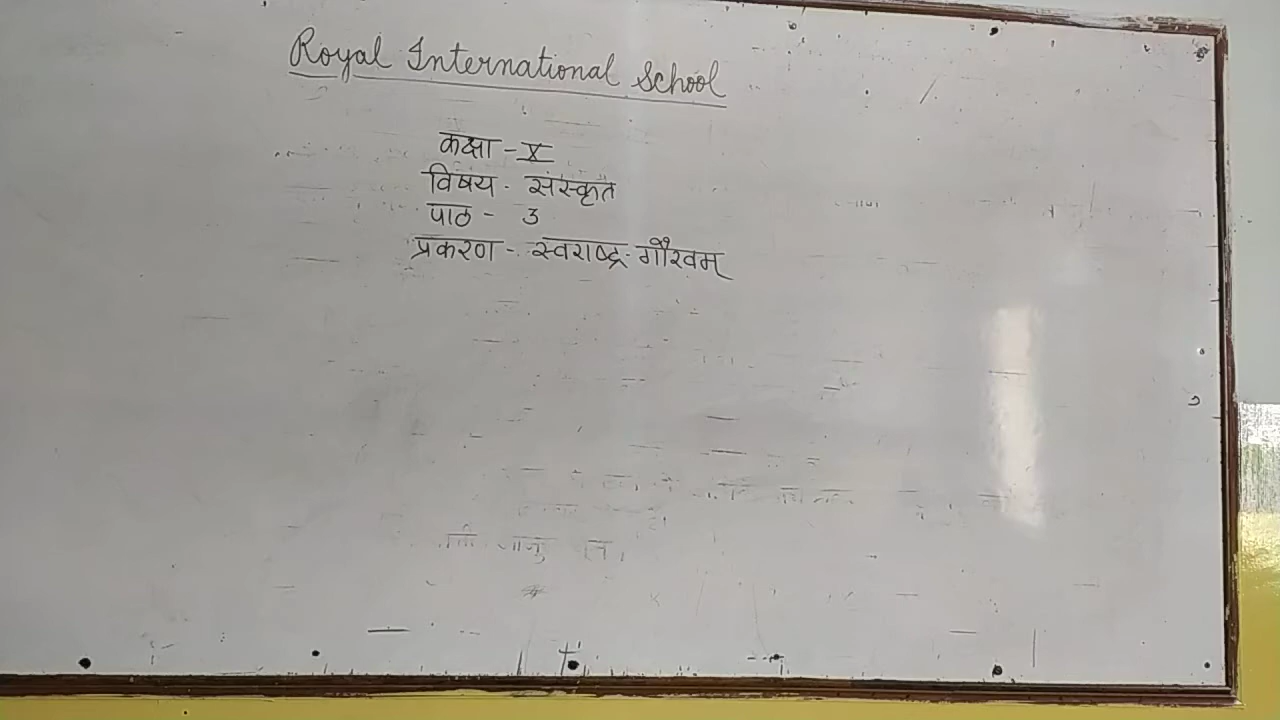 Royal International School
कक्षा - X
विषय - संस्कृत
पाठ - 3
प्रकरण - स्वराष्ट्र-गौरवम्